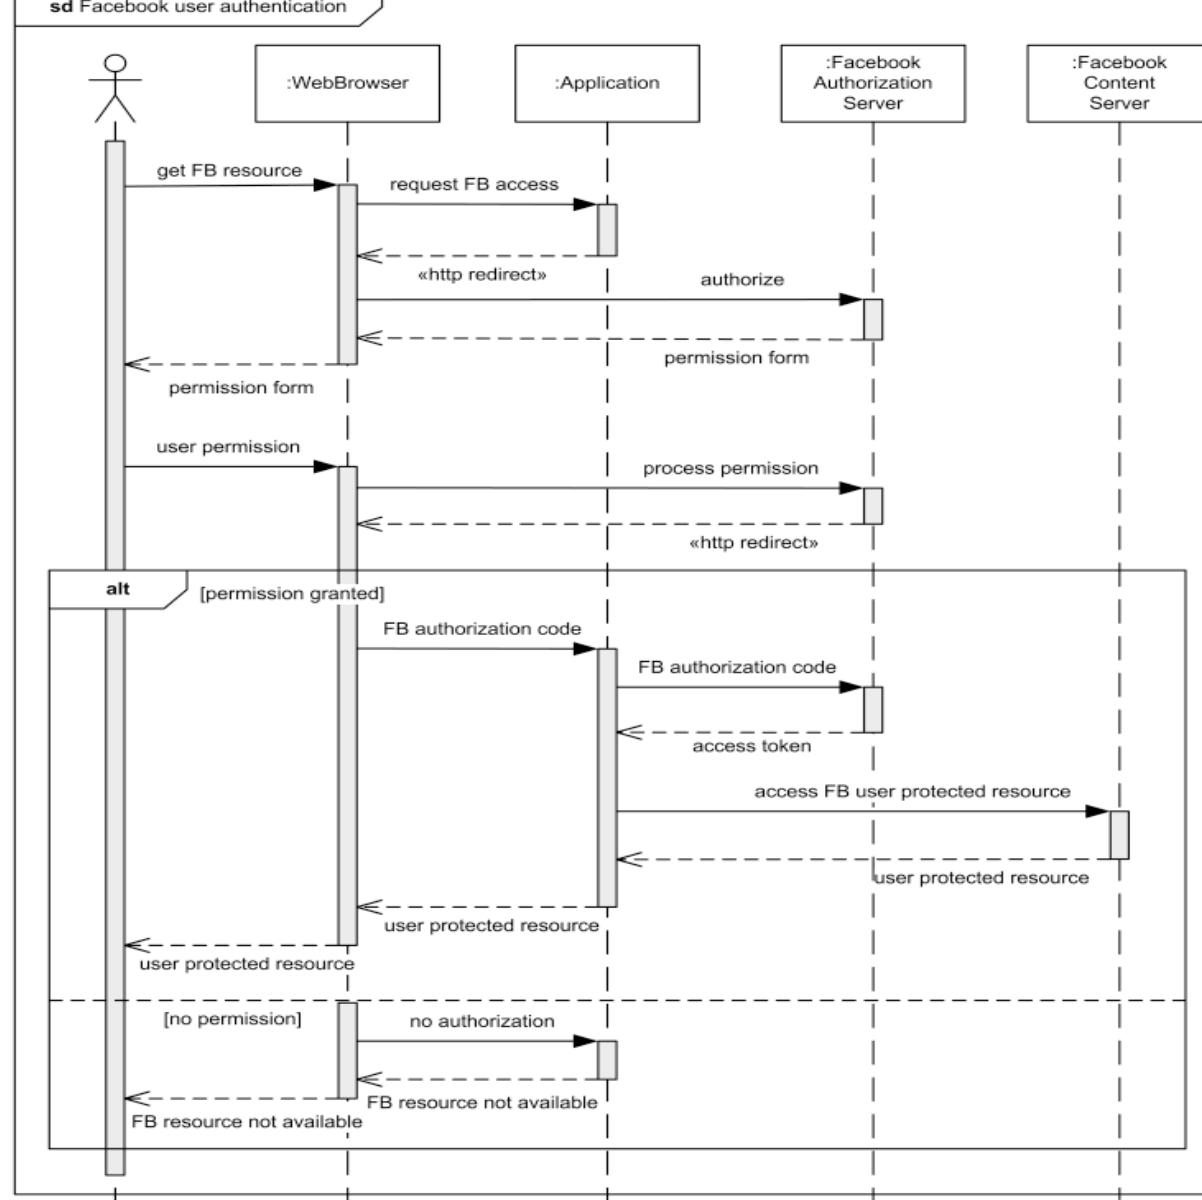 sd Facebook user authentication
:WebBrowser
:Application
:Facebook
Authorization
Server
:Facebook
Content
Server
get FB resource
request FB access
«http redirect»
authorize
permission form
permission form
user permission
process permission
«http redirect»
alt
[permission granted]
FB authorization code
FB authorization code
access token
access FB user protected resource
user protected resource
user protected resource
user protected resource
[no permission]
no authorization
FB resource not available
FB resource not available